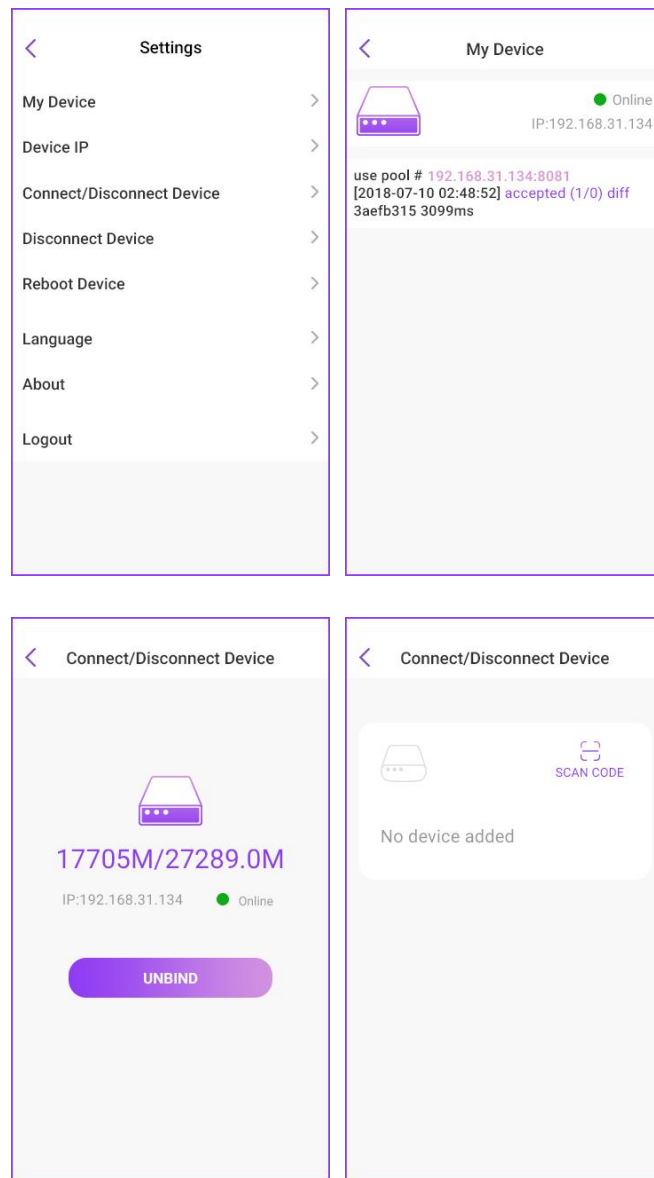 Settings
My Device
Device IP
Connect/Disconnect Device
Disconnect Device
Reboot Device
Language
About
Logout
My Device
Online
IP:192.168.31.134
use pool # 192.168.31.134:8081
[2018-07-10 02:48:52] accepted (1/0) diff
3aefb315 3099ms
Connect/Disconnect Device
17705M/27289.0M
IP:192.168.31.134 Online
UNBIND
Connect/Disconnect Device
SCAN CODE
No device added